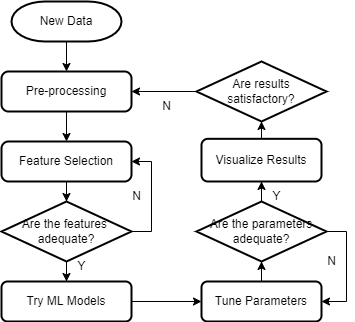 New Data
Pre-processing
Feature Selection
N
Are the features
adequate?
Y
Try ML Models
Tune Parameters
Are the parameters
adequate?
N
Y
Visualize Results
Are results
satisfactory?
N